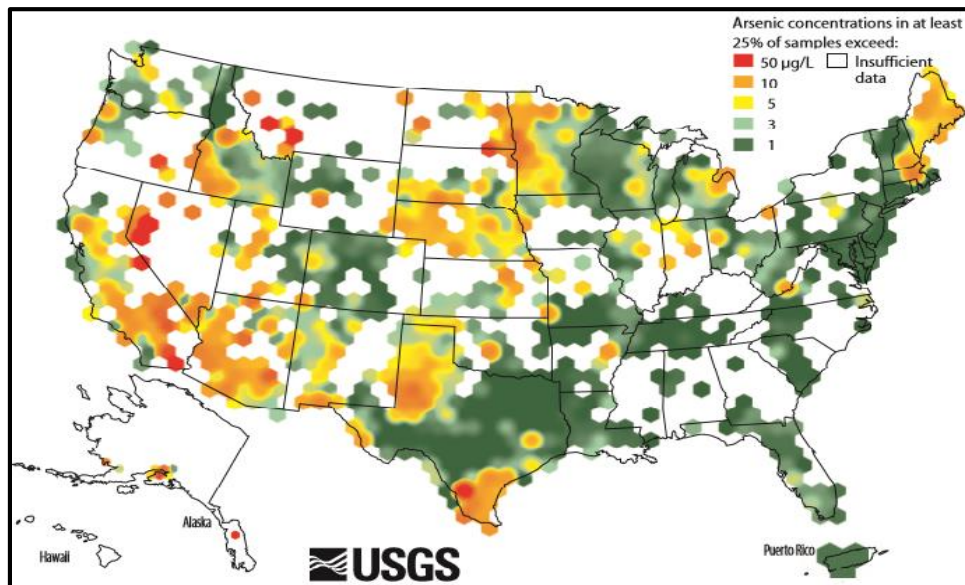 Arsenic concentrations in at least
25% of samples exceed:
50 µg/L
Insufficient
data
10
5
3
1
Alaska
Hawaii
USGS
Puerto Rico